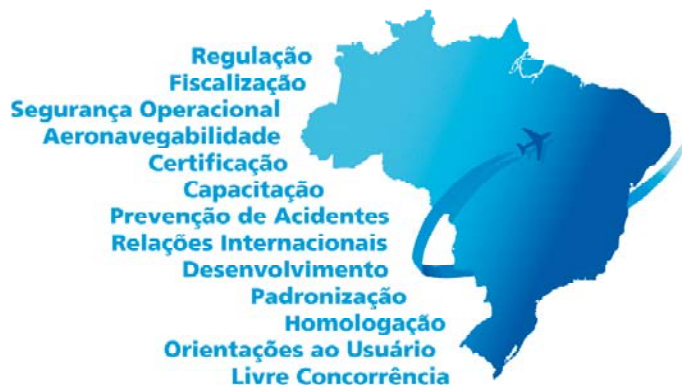 Regulação
Fiscalização
Segurança Operacional
Aeronavegabilidade
Certificação
Capacitação
Prevenção de Acidentes
Relações Internacionais
Desenvolvimento
Padronização
Homologação
Orientações ao Usuário
Livre Concorrência